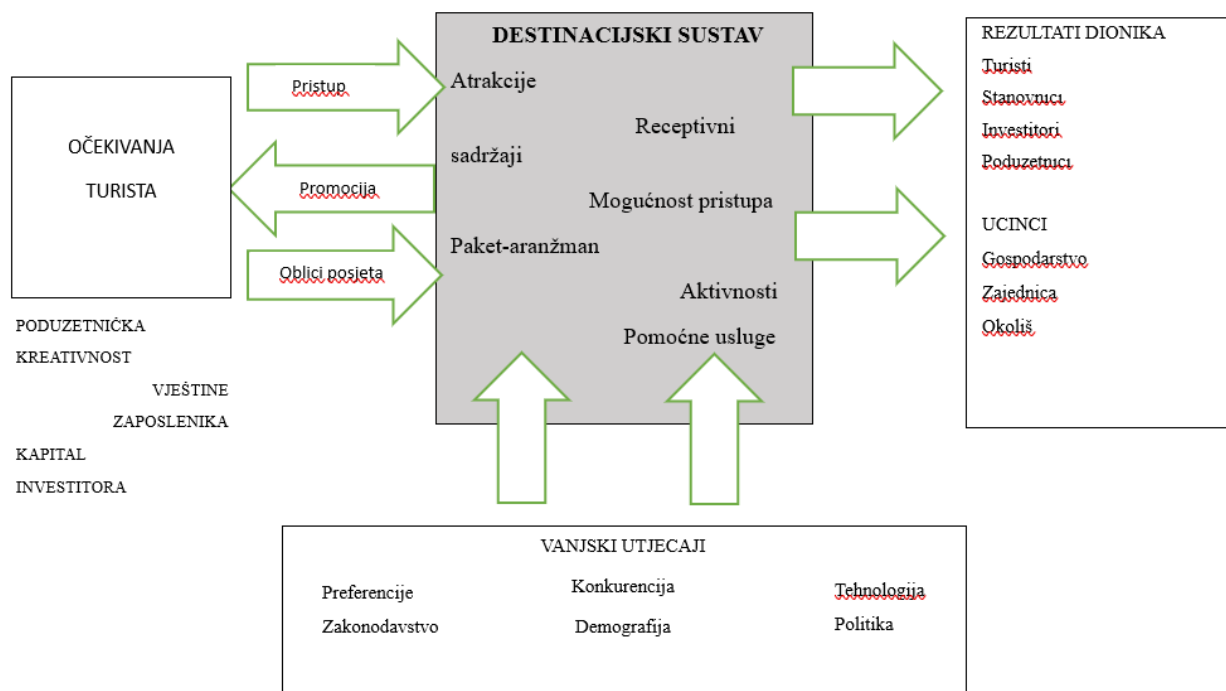 OČEKIVANJA
TURISTA
PODUZETNIČKA
KREATIVNOST
VJEŠTINE
ZAPOSLENIKA
KAPITAL
INVESTITORA
Pristup
Promocija
Oblici posjeta
DESTINACIJSKI SUSTAV
Atrakcije
Receptivni
sadržaji
Mogućnost pristupa
Paket-aranžman
Aktivnosti
Pomoćne usluge
REZULTATI DIONIKA
Turisti
Stanovnici
Investitori
Poduzetnici
UCINCI
Gospodarstvo
Zajednica
Okoliš
VANJSKI UTJECAJI
Preferencije Konkurencija Tehnologija
Zakonodavstvo Demografija Politika